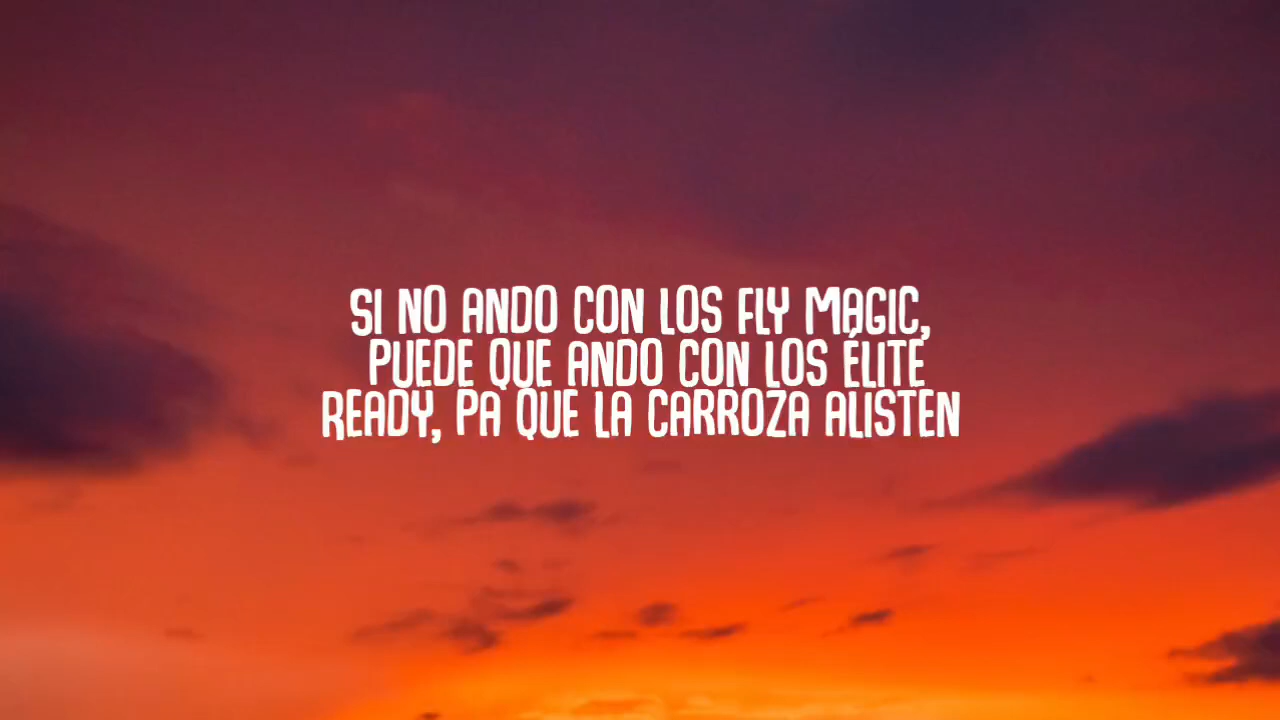 SI NO ANDO CON LOS FLY MAGIC,
PUEDE QUE ANDO CON LOS ÉLITE
READY, PA QUE LA CARROZA ALISTEN